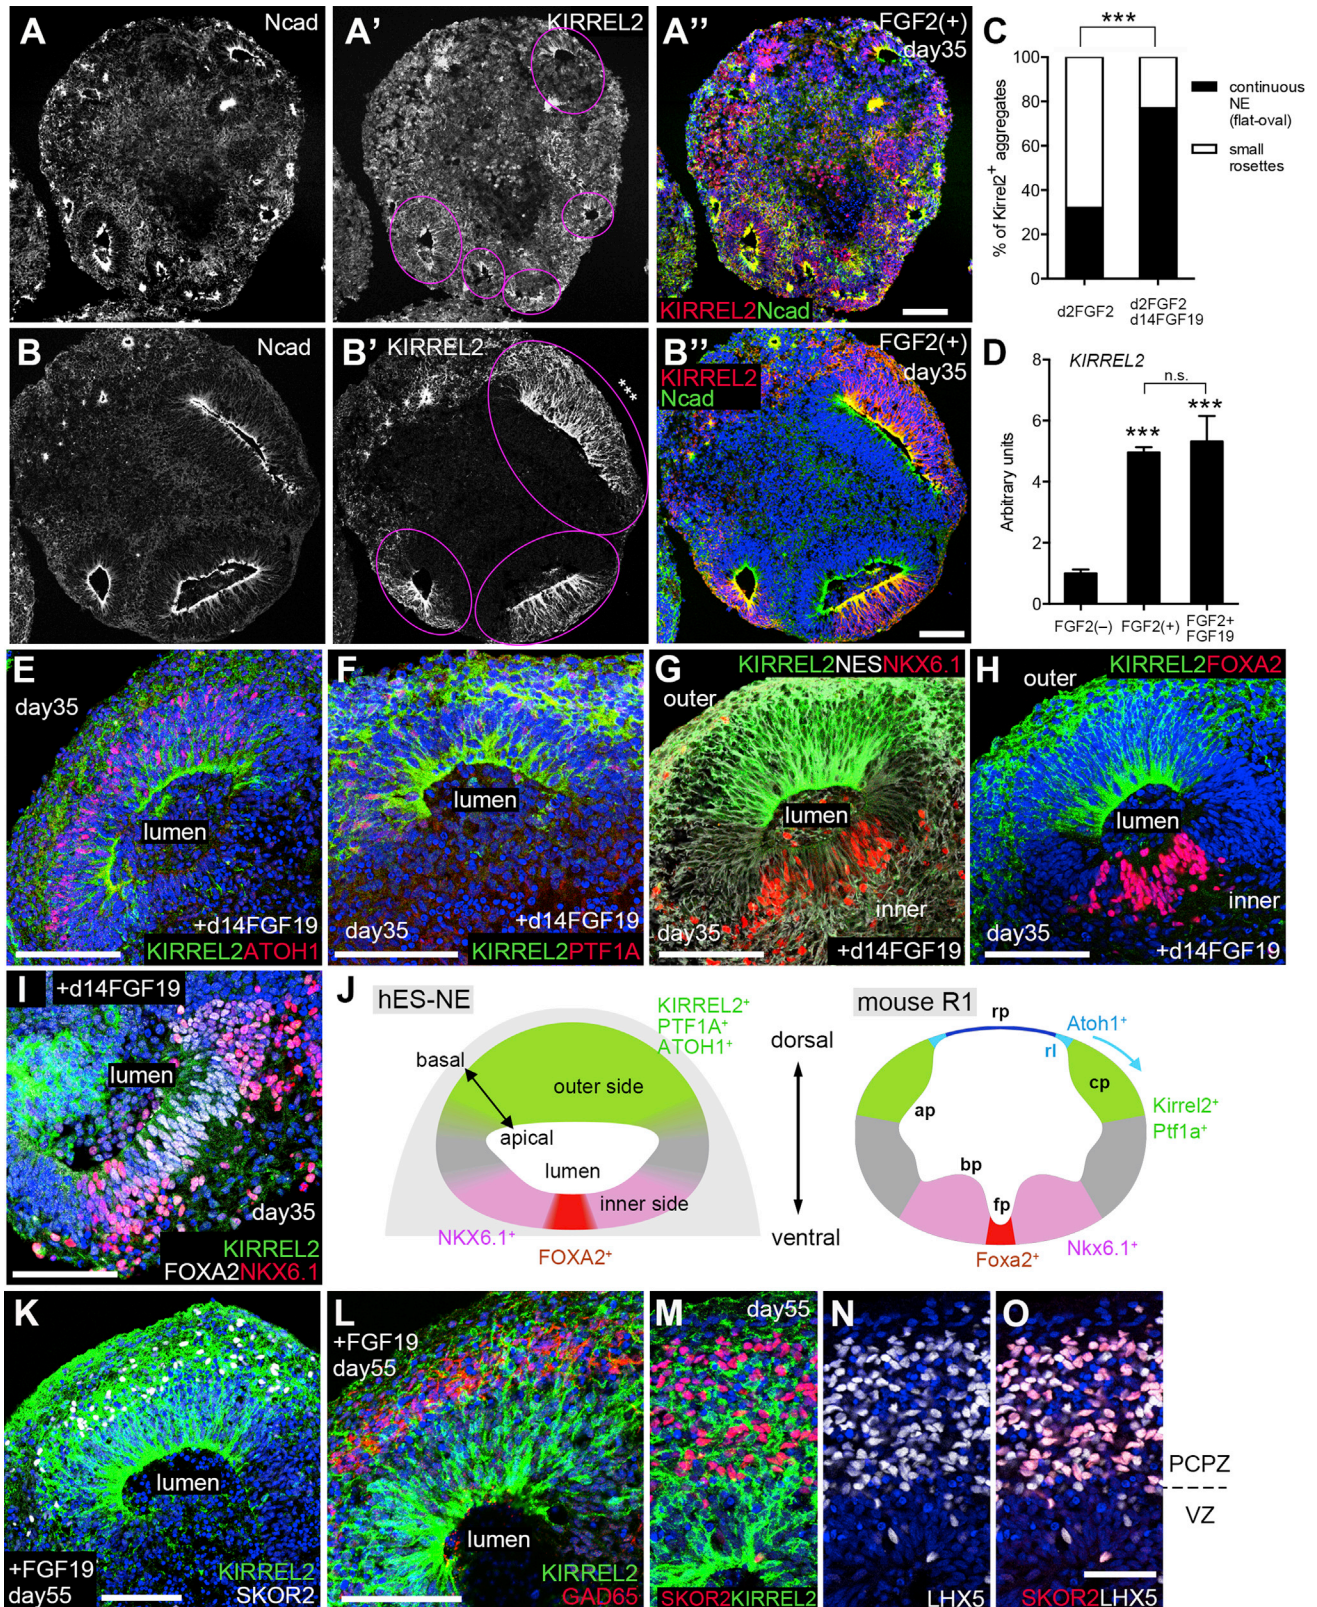 A
Ncad
A'
KIRREL2
A''
FGF2(+)
day35
KIRREL2Ncad
B
Ncad
B'
KIRREL2
***
B''
FGF2(+)
day35
KIRREL2
Ncad
C
***
100
80
60
40
20
0
% of Kirrel2+ aggregates
d2FGF2
d2FGF2
d14FGF19
continuous
NE
(flat-oval)
small
rosettes
D
KIRREL2
n.s.
***
***
8
6
4
2
0
Arbitrary units
FGF2(−)
FGF2(+)
FGF2+
FGF19
E
day35
lumen
+d14FGF19
KIRREL2ATOH1
F
lumen
+d14FGF19
day35
KIRREL2PTF1A
G
KIRREL2NESNKX6.1
outer
lumen
inner
day35
+d14FGF19
H
KIRREL2FOXA2
outer
lumen
inner
day35
+d14FGF19
I
+d14FGF19
lumen
day35
KIRREL2
FOXA2NKX6.1
J
hES-NE
KIRREL2+
PTF1A+
ATOH1+
basal
outer side
apical
lumen
inner side
NKX6.1+
FOXA2+
dorsal
ventral
mouse R1
rp
Atoh1+
rl
cp
ap
Kirrel2+
Ptf1a+
bp
fp
Foxa2+
Nkx6.1+
K
lumen
+FGF19
day55
KIRREL2
SKOR2
L
+FGF19
day55
lumen
KIRREL2
GAD65
M
day55
SKOR2KIRREL2
N
LHX5
O
SKOR2LHX5
PCPZ
VZ